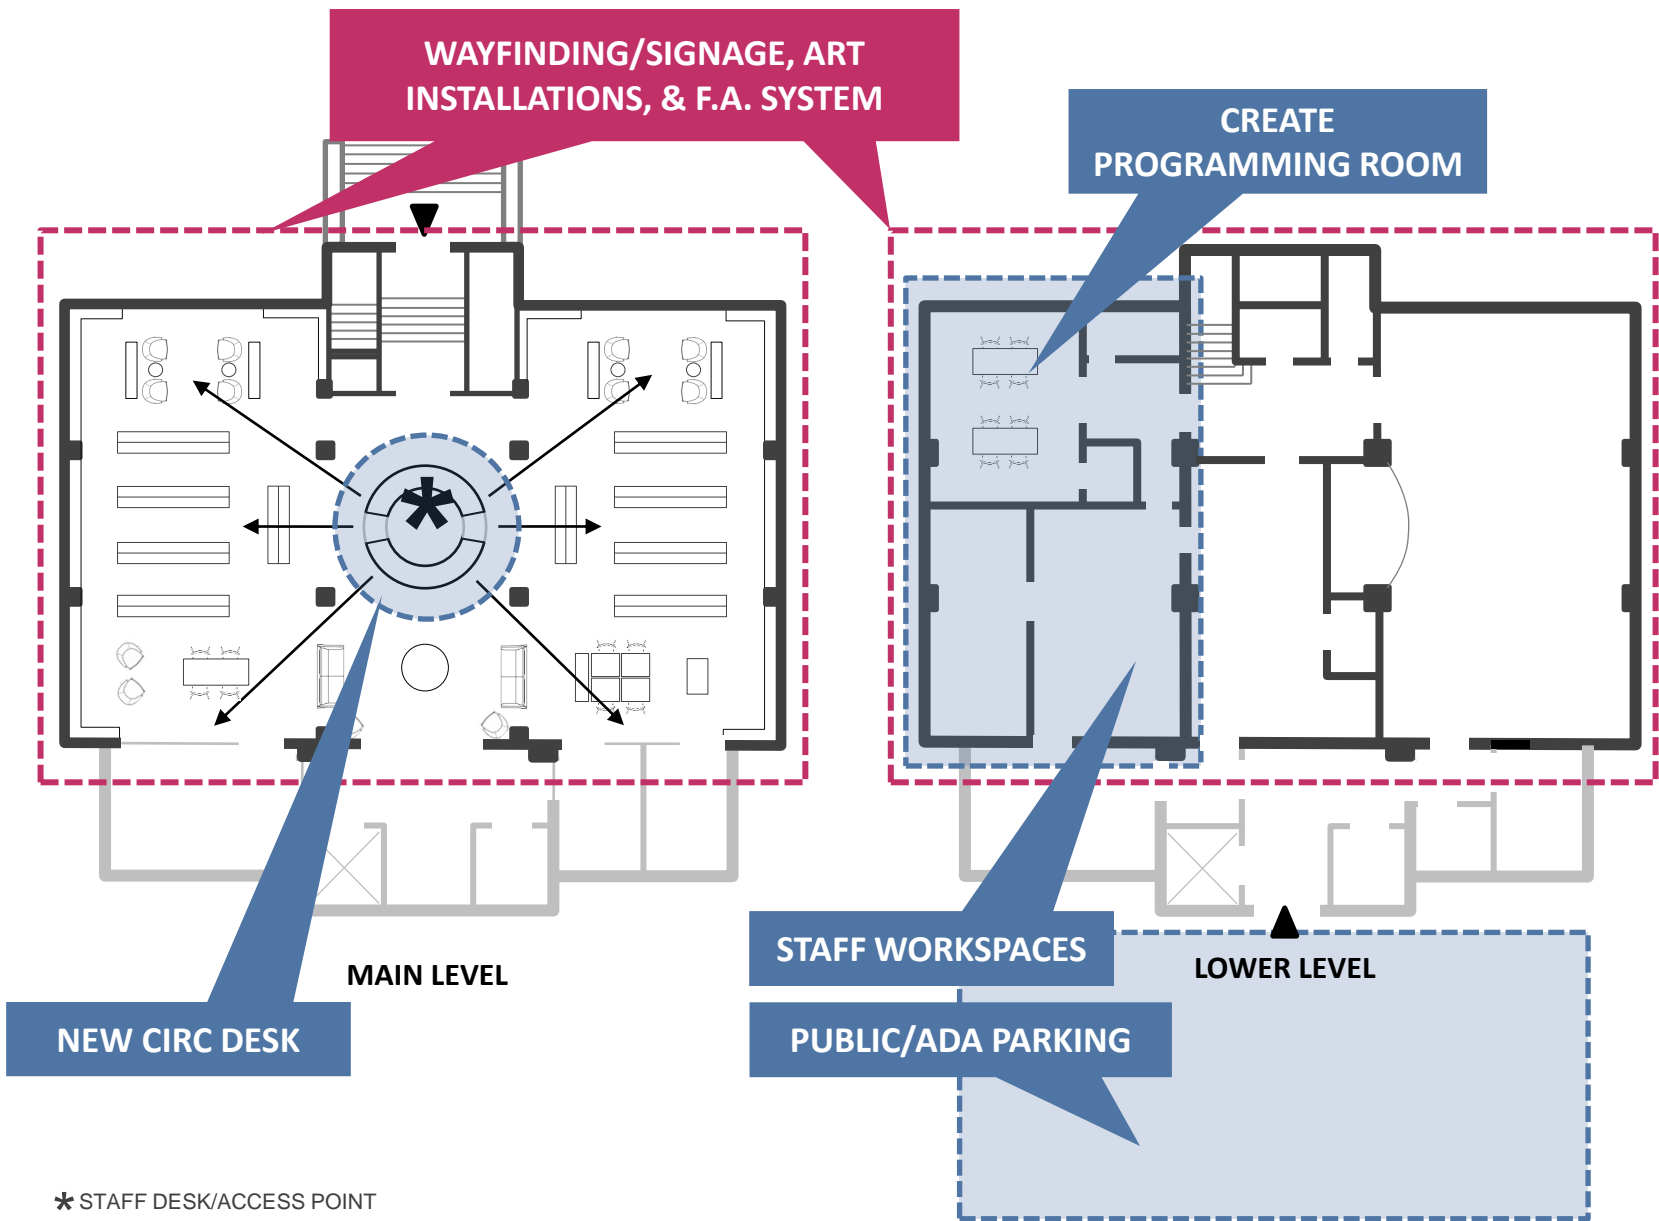 WAYFINDING/SIGNAGE, ART
INSTALLATIONS, & F.A. SYSTEM
CREATE
PROGRAMMING ROOM
STAFF WORKSPACES
MAIN LEVEL
LOWER LEVEL
NEW CIRC DESK
PUBLIC/ADA PARKING
* STAFF DESK/ACCESS POINT